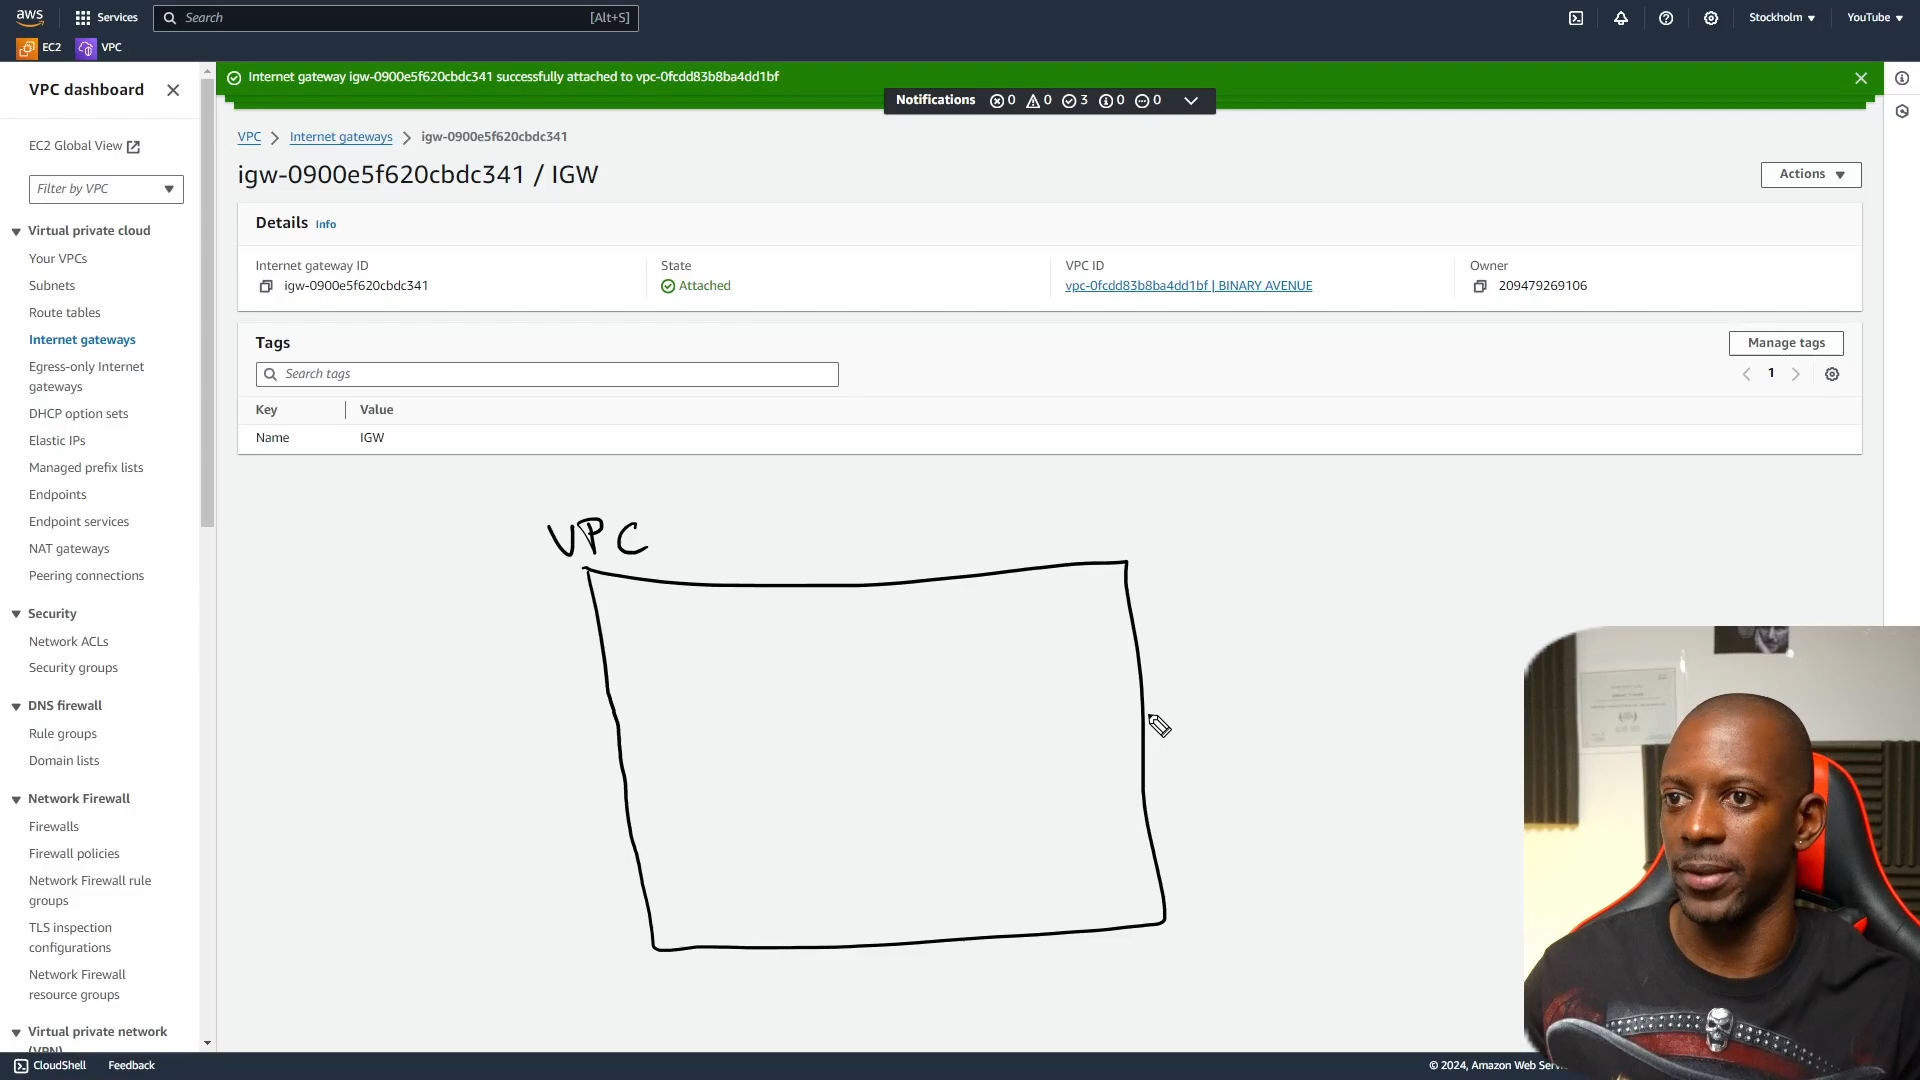 aws
Services
Search
[Alt+S]
Stockholm
YouTube
EC2
VPC
VPC dashboard
EC2 Global View
Filter by VPC
Virtual private cloud
Your VPCs
Subnets
Route tables
Internet gateways
Egress-only Internet
gateways
DHCP option sets
Elastic IPs
Managed prefix lists
Endpoints
Endpoint services
NAT gateways
Peering connections
Security
Network ACLs
Security groups
DNS firewall
Rule groups
Domain lists
Network Firewall
Firewalls
Firewall policies
Network Firewall rule
groups
TLS inspection
configurations
Network Firewall
resource groups
Virtual private network
(VPN)
Internet gateway igw-0900e5f620cbdc341 successfully attached to vpc-0fcdd83b8ba4dd1bf
Notifications 0 0 3 0 0
VPC > Internet gateways > igw-0900e5f620cbdc341
igw-0900e5f620cbdc341 / IGW
Actions
Details Info
Internet gateway ID
igw-0900e5f620cbdc341
State
Attached
VPC ID
vpc-0fcdd83b8ba4dd1bf | BINARY AVENUE
Owner
209479269106
Tags
Manage tags
Search tags
1
Key Value
Name IGW
VPC
CloudShell
Feedback
© 2024, Amazon Web